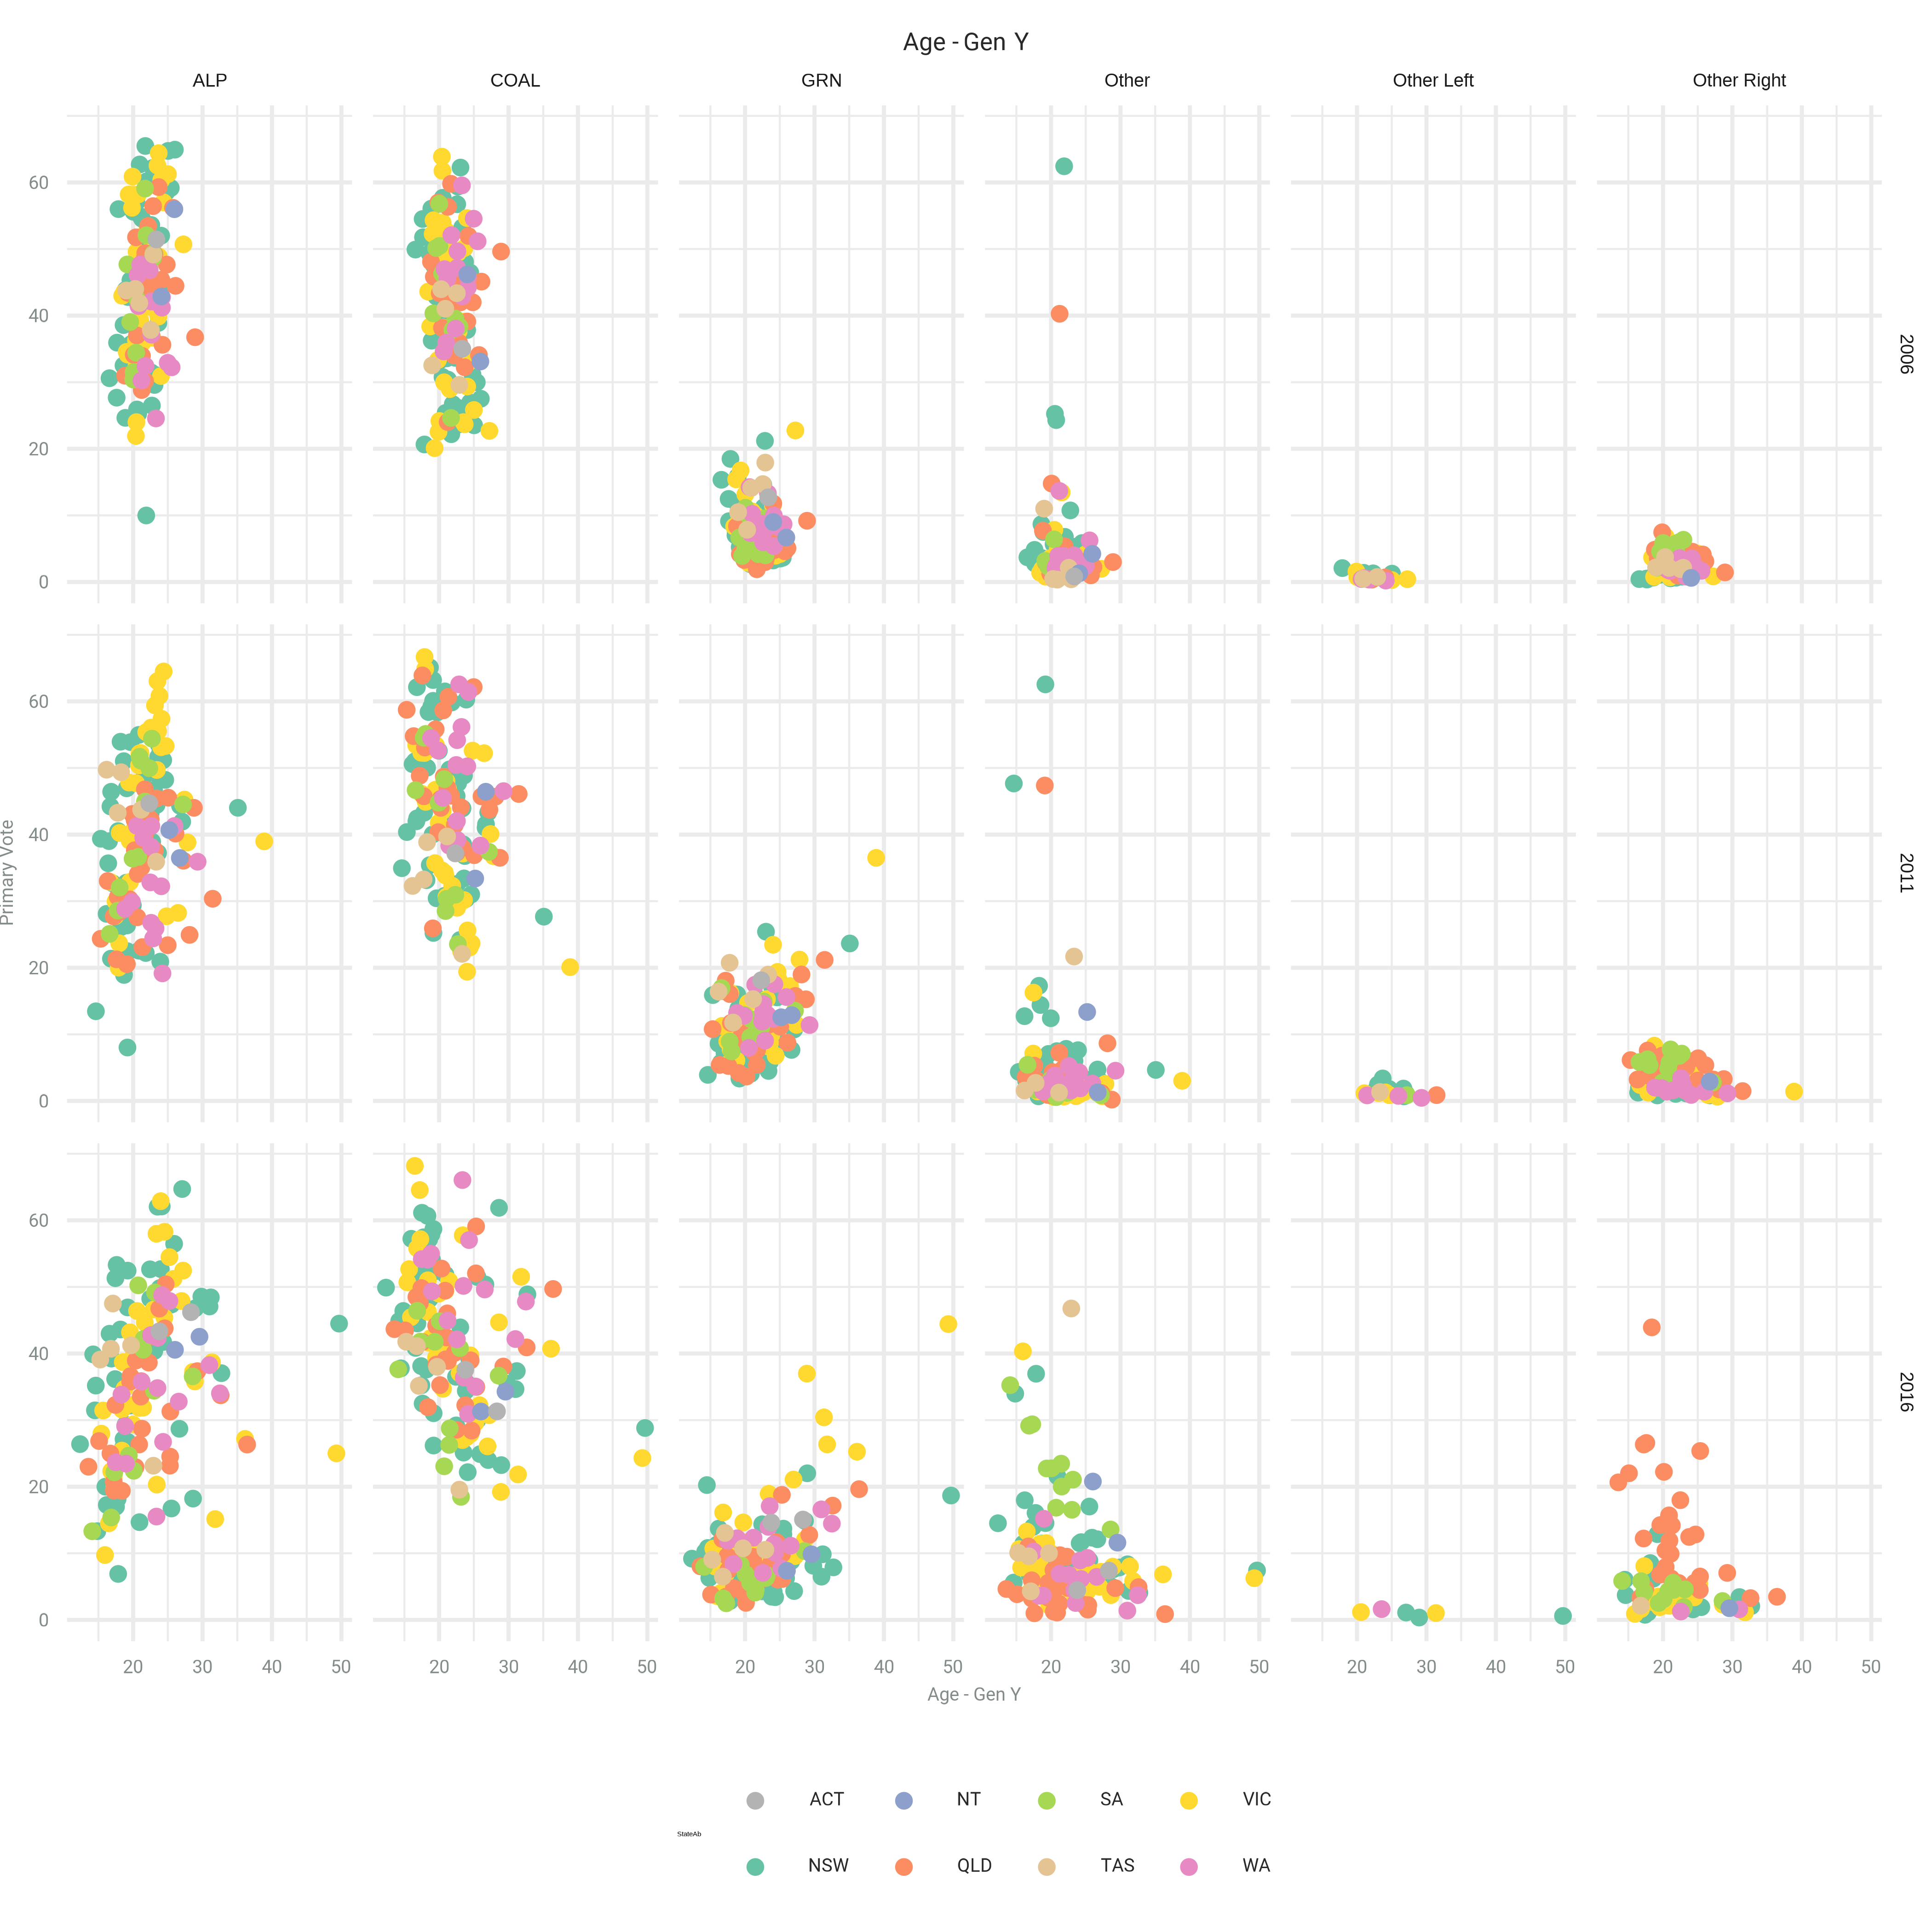 Age - Gen Y
ALP COAL GRN Other Other Left Other Right
60
40
20
0
2006
60
40
20
0
2011
Primary Vote
60
40
20
0
2016
20 30 40 50 20 30 40 50 20 30 40 50 20 30 40 50 20 30 40 50 20 30 40 50
Age - Gen Y
ACT NT SA VIC
StateAb
NSW QLD TAS WA